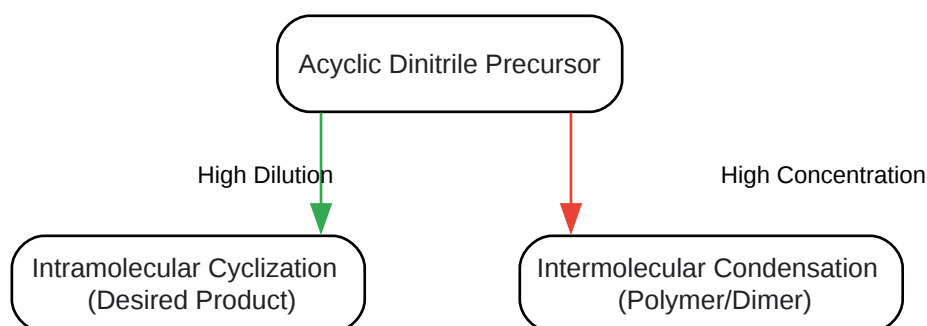 Acyclic Dinitrile Precursor
High Dilution
High Concentration
Intramolecular Cyclization
(Desired Product)
Intermolecular Condensation
(Polymer/Dimer)